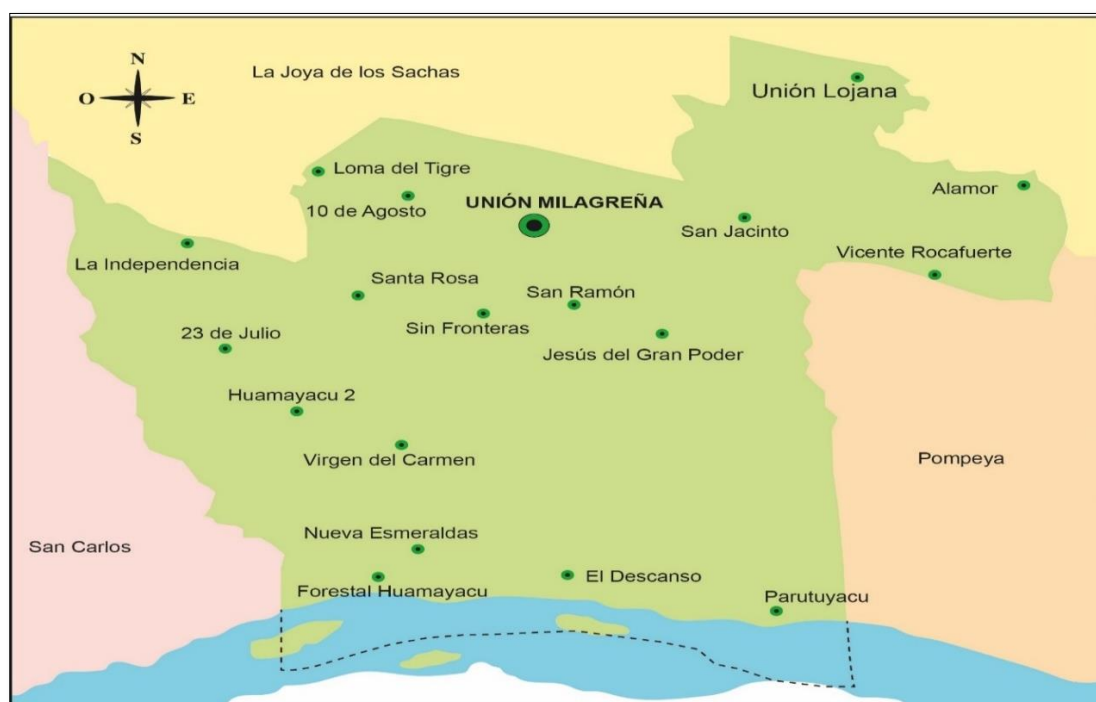 La Joya de los Sachas
N
O E
S
Unión Lojana
Loma del Tigre
10 de Agosto
UNIÓN MILAGREÑA
Alamor
San Jacinto
La Independencia
Vicente Rocafuerte
Santa Rosa
San Ramón
Sin Fronteras
23 de Julio
Jesús del Gran Poder
Huamayacu 2
Virgen del Carmen
Pompeya
Nueva Esmeraldas
San Carlos
El Descanso
Forestal Huamayacu
Parutuyacu